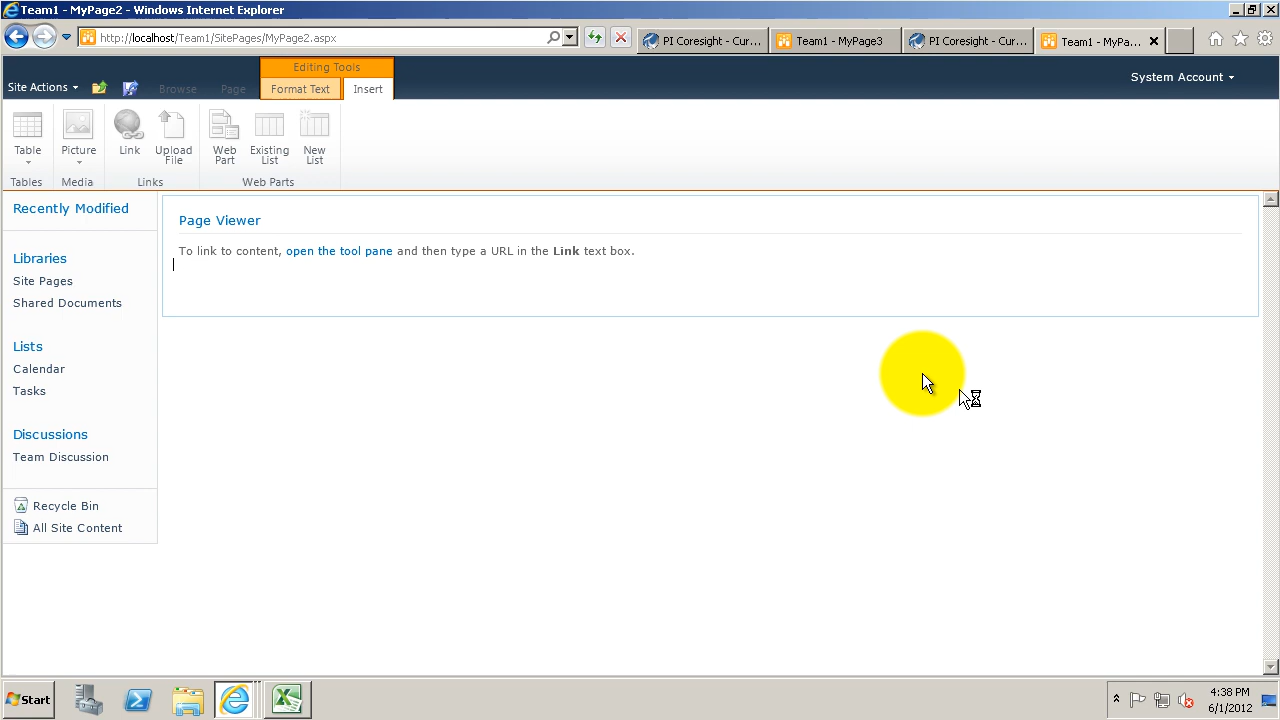 Team1 - MyPage2 - Windows Internet Explorer
http://localhost/Team1/SitePages/MyPage2.aspx
PI Coresight - Cur...
Team1 - MyPage3
PI Coresight - Cur...
Team1 - MyPa...
Editing Tools
Site Actions
Browse
Page
Format Text
Insert
System Account
Table
Picture
Link
Upload File
Web Part
Existing List
New List
Tables
Media
Links
Web Parts
Recently Modified
Libraries
Site Pages
Shared Documents
Lists
Calendar
Tasks
Discussions
Team Discussion
Recycle Bin
All Site Content
Page Viewer
To link to content, open the tool pane and then type a URL in the Link text box.
Start
4:38 PM
6/1/2012